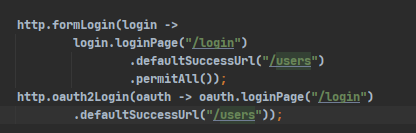 http.formLogin(login ->
login.loginPage("/login")
.defaultSuccessUrl("/users")
.permitAll());
http.oauth2Login(oauth -> oauth.loginPage("/login")
.defaultSuccessUrl("/users"));